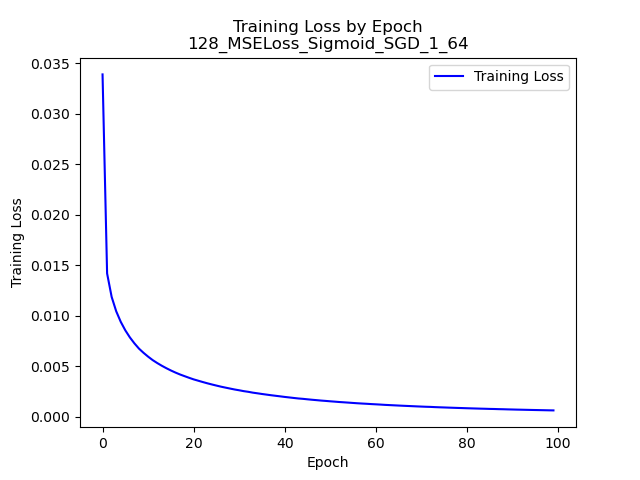 Training Loss by Epoch
128_MSELoss_Sigmoid_SGD_1_64
Training Loss
Training Loss
0.035
0.030
0.025
0.020
0.015
0.010
0.005
0.000
0 20 40 60 80 100
Epoch